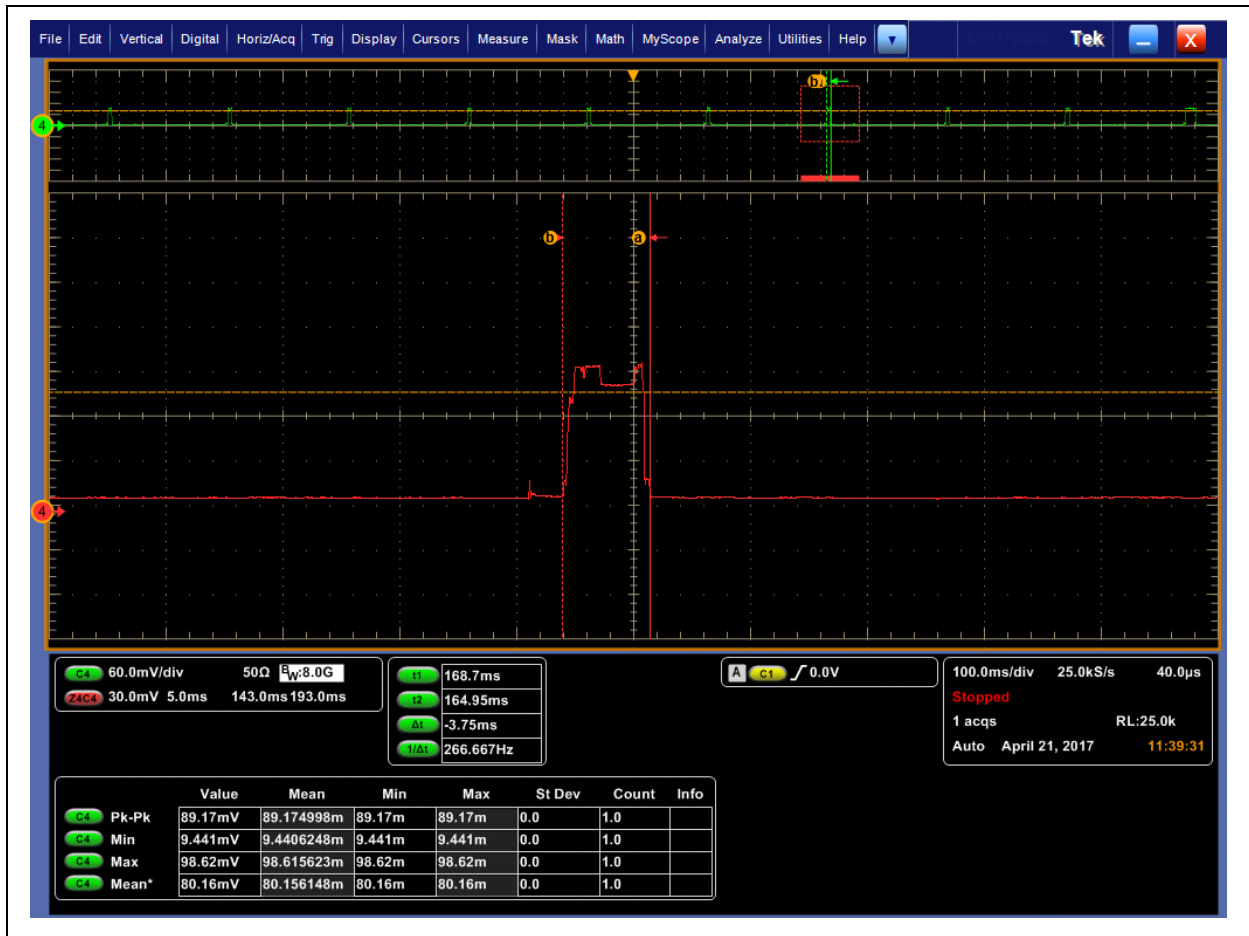 File Edit Vertical Digital Horiz/Acq Trig Display Cursors Measure Mask Math MyScope Analyze Utilities Help Tek X
b
4
b a
4
C4 60.0mV/div 50Ω BW:8.0G
Z4C4 30.0mV 5.0ms 143.0ms 193.0ms
t1 168.7ms
t2 164.95ms
Δt -3.75ms
1/Δt 266.667Hz
A C1 0.0V
100.0ms/div 25.0kS/s 40.0µs
Stopped
1 acqs RL:25.0k
Auto April 21, 2017 11:39:31
Value Mean Min Max St Dev Count Info
C4 Pk-Pk 89.17mV 89.174998m 89.17m 89.17m 0.0 1.0
C4 Min 9.441mV 9.4406248m 9.441m 9.441m 0.0 1.0
C4 Max 98.62mV 98.615623m 98.62m 98.62m 0.0 1.0
C4 Mean* 80.16mV 80.156148m 80.16m 80.16m 0.0 1.0